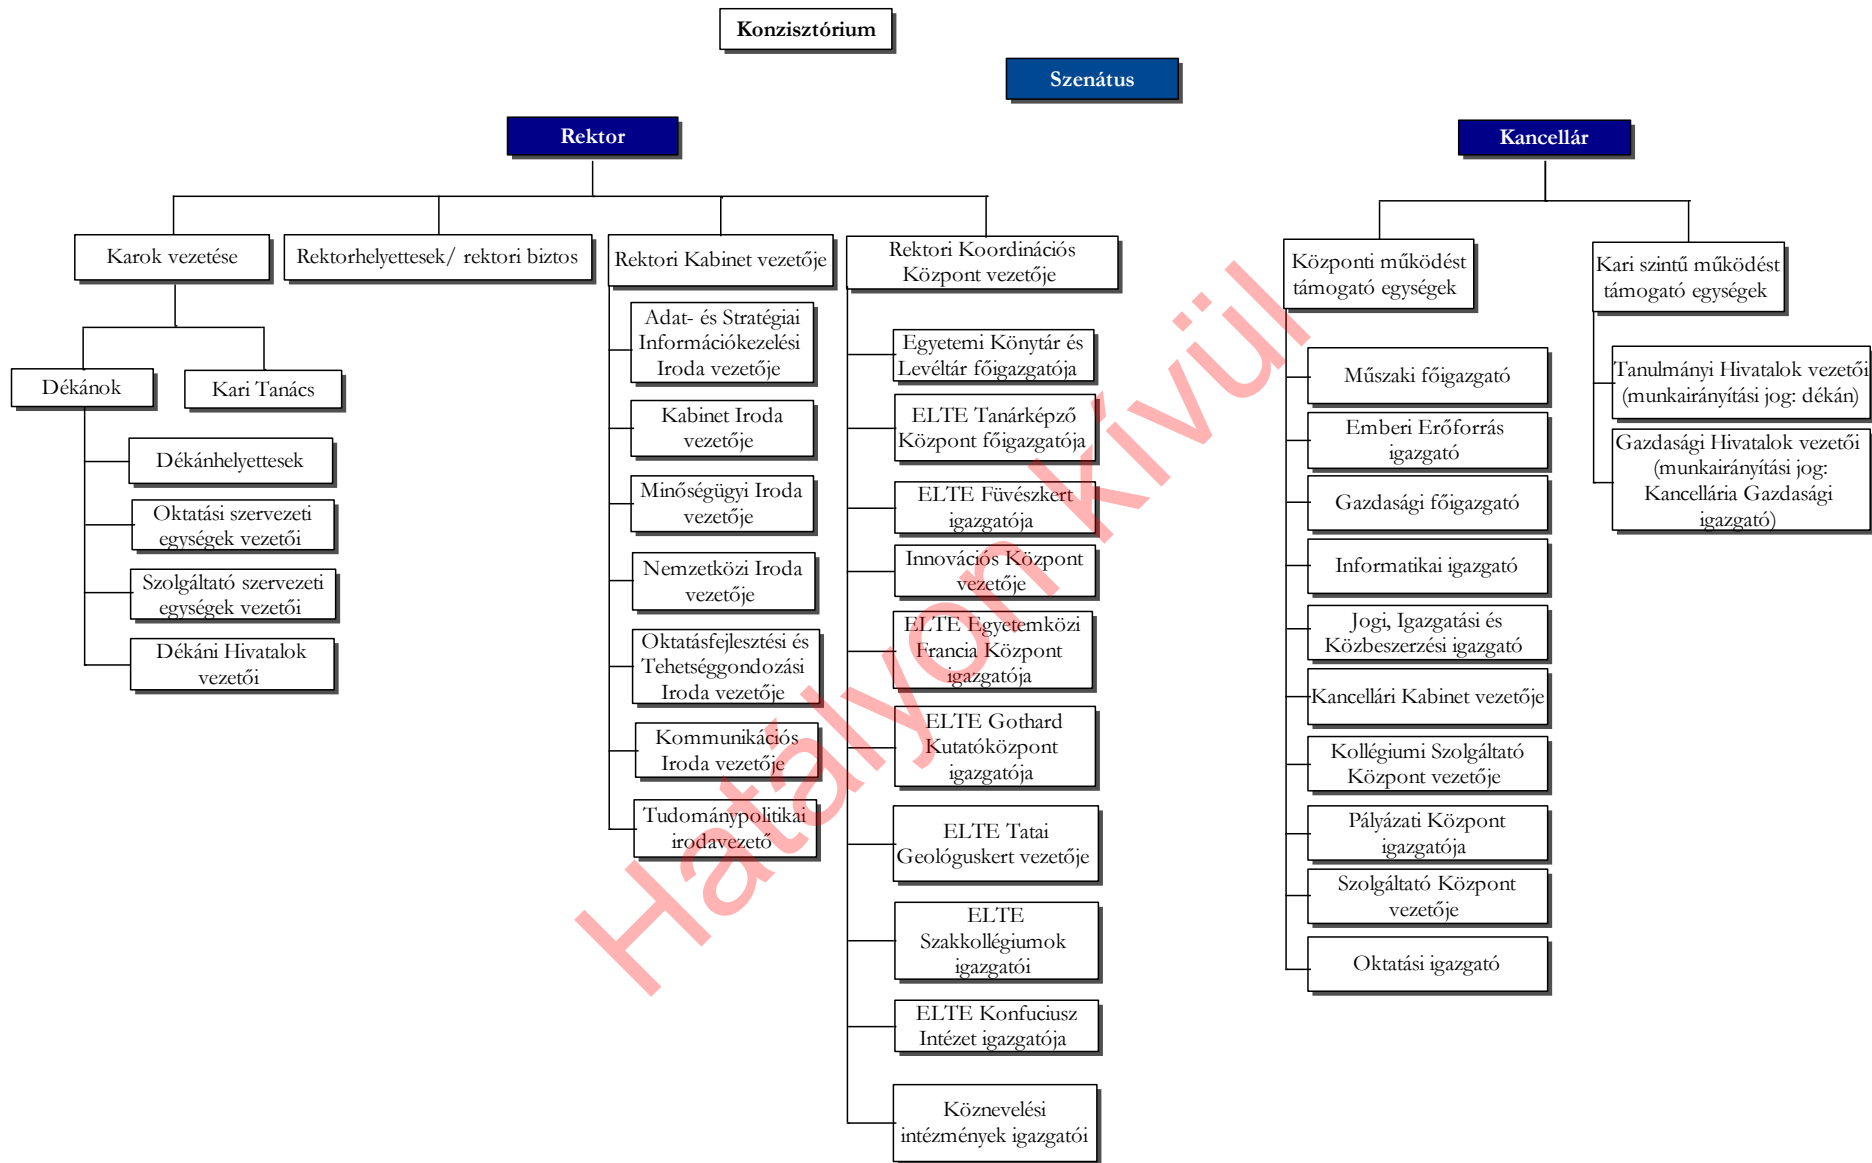 Konzisztórium
Szenátus
Rektor
Kancellár
Karok vezetése
Rektorhelyettesek/ rektori biztos
Rektori Kabinet vezetője
Rektori Koordinációs
Központ vezetője
Központi működést
támogató egységek
Kari szintű működést
támogató egységek
Dékánok
Kari Tanács
Dékánhelyettesek
Oktatási szervezeti
egységek vezetői
Szolgáltató szervezeti
egységek vezetői
Dékáni Hivatalok
vezetői
Adat- és Stratégiai
Információkezelési
Iroda vezetője
Kabinet Iroda
vezetője
Minőségügyi Iroda
vezetője
Nemzetközi Iroda
vezetője
Oktatásfejlesztési és
Tehetséggondozási
Iroda vezetője
Kommunikációs
Iroda vezetője
Tudománypolitikai
irodavezető
Egyetemi Könytár és
Levéltár főigazgatója
ELTE Tanárképző
Központ főigazgatója
ELTE Füvészkert
igazgatója
Innovációs Központ
vezetője
ELTE Egyetemközi
Francia Központ
igazgatója
ELTE Gothard
Kutatóközpont
igazgatója
ELTE Tatai
Geológuskert vezetője
ELTE
Szakkollégiumok
igazgatói
ELTE Konfuciusz
Intézet igazgatója
Köznevelési
intézmények igazgatói
Műszaki főigazgató
Emberi Erőforrás
igazgató
Gazdasági főigazgató
Informatikai igazgató
Jogi, Igazgatási és
Közbeszerzési igazgató
Kancellári Kabinet vezetője
Kollégiumi Szolgáltató
Központ vezetője
Pályázati Központ
igazgatója
Szolgáltató Központ
vezetője
Oktatási igazgató
Tanulmányi Hivatalok vezetői
(munkairányítási jog: dékán)
Gazdasági Hivatalok vezetői
(munkairányítási jog:
Kancellária Gazdasági
igazgató)
Hatályon kívül